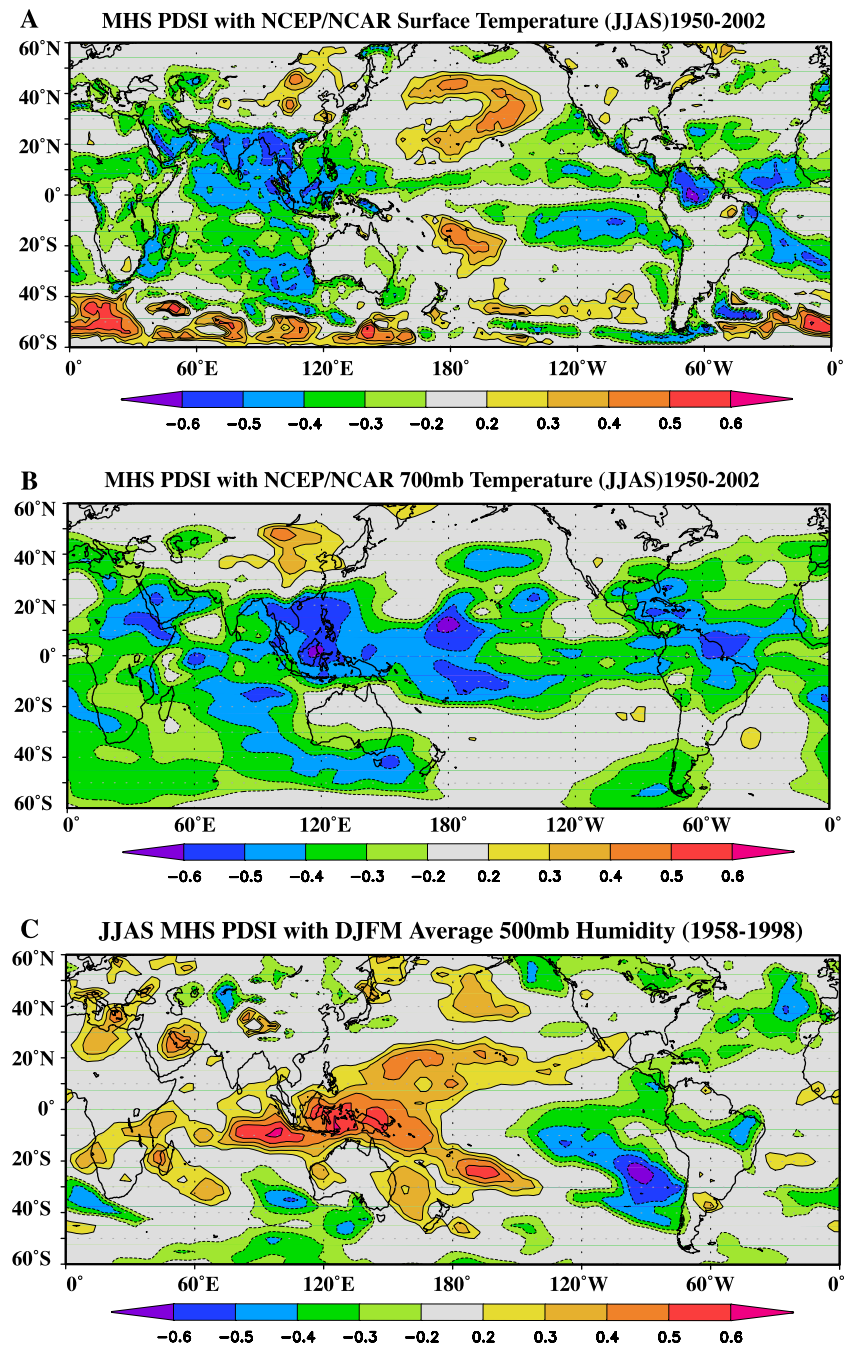 A
MHS PDSI with NCEP/NCAR Surface Temperature (JJAS)1950-2002
60°N
40°N
20°N
0°
20°S
40°S
60°S
0° 60°E 120°E 180° 120°W 60°W 0°
-0.6 -0.5 -0.4 -0.3 -0.2 0.2 0.3 0.4 0.5 0.6
B
MHS PDSI with NCEP/NCAR 700mb Temperature (JJAS)1950-2002
60°N
40°N
20°N
0°
20°S
40°S
60°S
0° 60°E 120°E 180° 120°W 60°W 0°
-0.6 -0.5 -0.4 -0.3 -0.2 0.2 0.3 0.4 0.5 0.6
C
JJAS MHS PDSI with DJFM Average 500mb Humidity (1958-1998)
60°N
40°N
20°N
0°
20°S
40°S
60°S
0° 60°E 120°E 180° 120°W 60°W 0°
-0.6 -0.5 -0.4 -0.3 -0.2 0.2 0.3 0.4 0.5 0.6